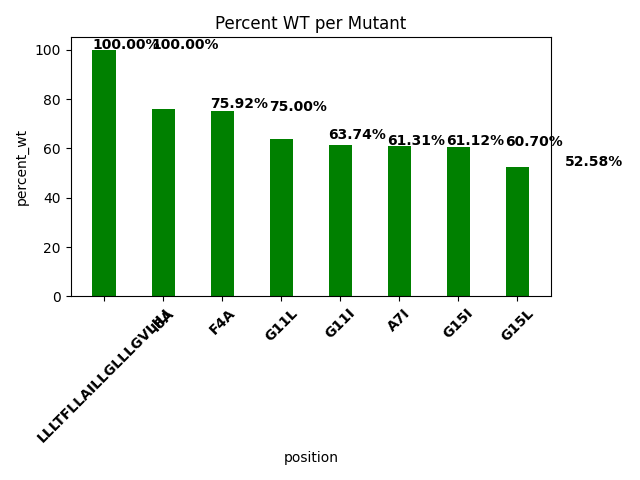 Percent WT per Mutant
100.00% 100.00%
75.92% 75.00%
63.74% 61.31% 61.12% 60.70%
52.58%
percent_wt
100
80
60
40
20
0
I8A
F4A
G11L
G11I
A7I
G15I
G15L
position